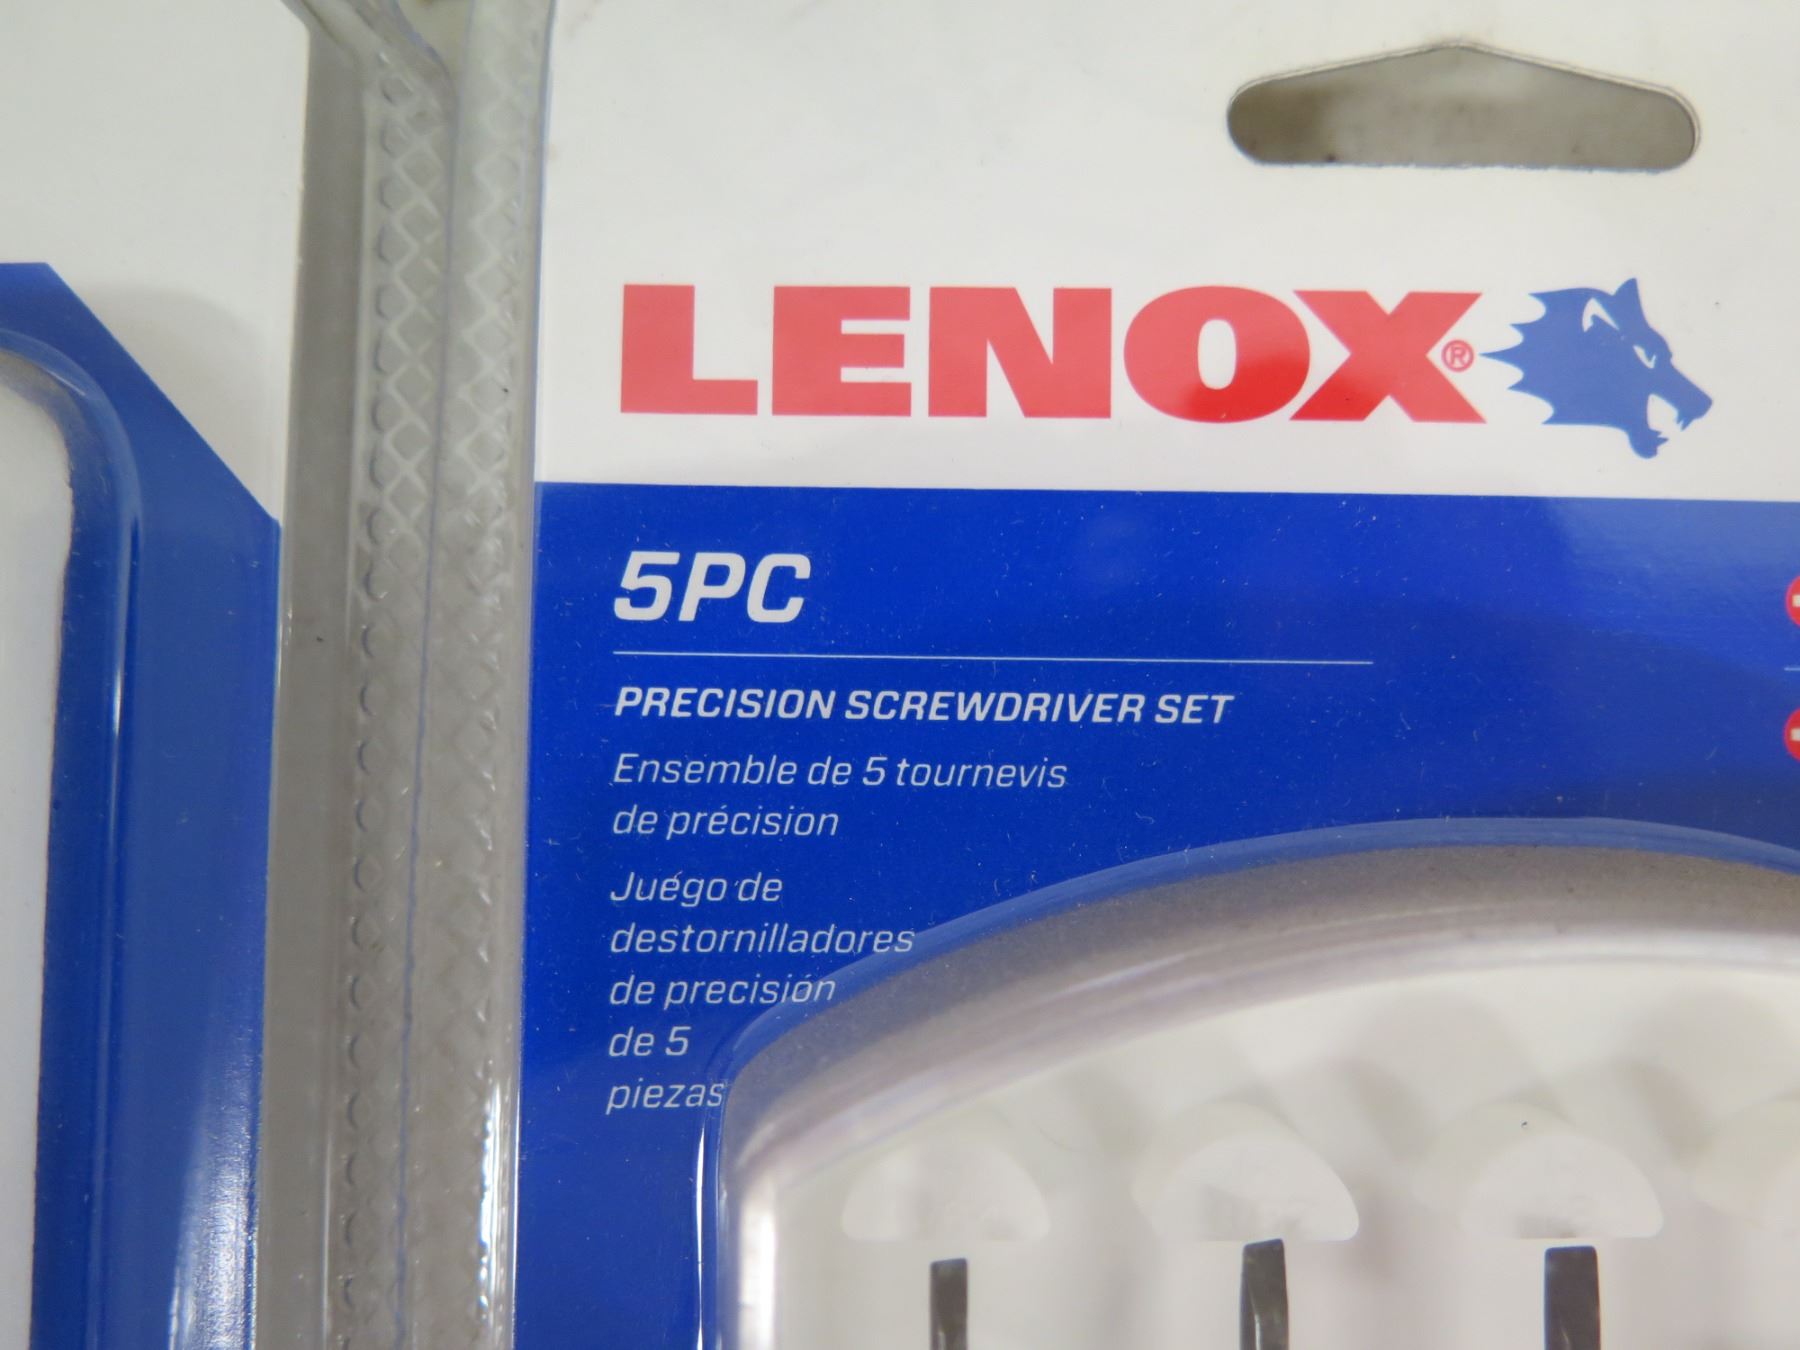 LENOX®
5PC
PRECISION SCREWDRIVER SET
Ensemble de 5 tournevis
de précision
Juégo de
destornilladores
de precisión
de 5
piezas